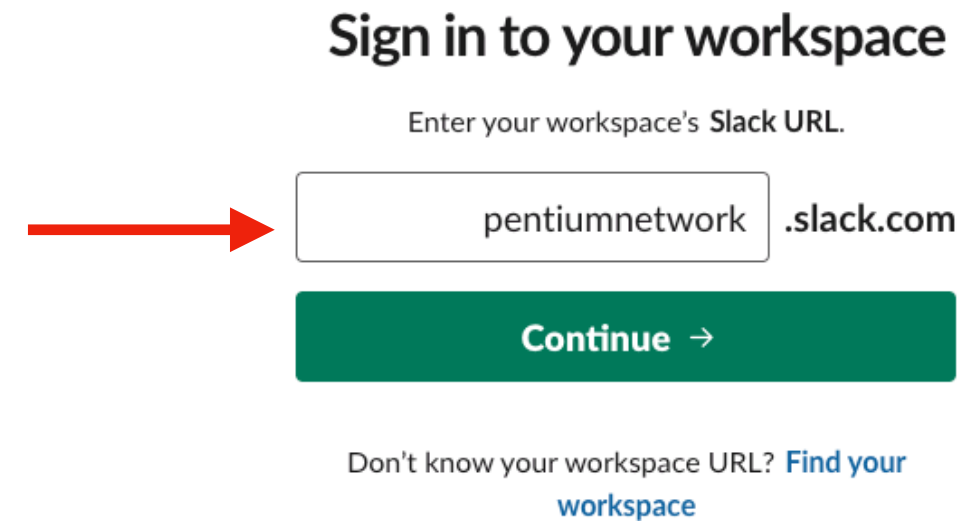 Sign in to your workspace
Enter your workspace's Slack URL.
pentiumnetwork .slack.com
Continue →
Don't know your workspace URL? Find your
workspace